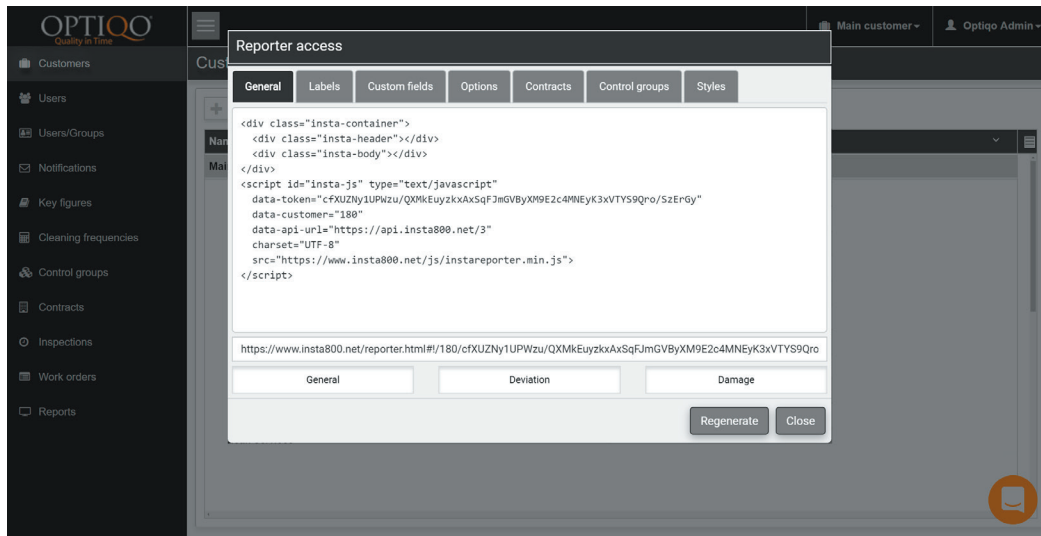 OPTIQO
Quality in Time
Main customer
Optiqo Admin
Customers
Users
Users/Groups
Notifications
Key figures
Cleaning frequencies
Control groups
Contracts
Inspections
Work orders
Reports
Cus
Nan
Mai
Reporter access
General Labels Custom fields Options Contracts Control groups Styles
<div class="insta-container">
<div class="insta-header"></div>
<div class="insta-body"></div>
</div>
<script id="insta-js" type="text/javascript"
data-token="cfXUZNy1UPWzu/QXMkEuyzkxAxSqFJmGVByXM9E2c4MNEyK3xVTYS9Qro/SzErGy"
data-customer="180"
data-api-url="https://api.insta800.net/3"
charset="UTF-8"
src="https://www.insta800.net/js/instareporter.min.js">
</script>
https://www.insta800.net/reporter.html#!/180/cfXUZNy1UPWzu/QXMkEuyzkxAxSqFJmGVByXM9E2c4MNEyK3xVTYS9Qro
General Deviation Damage
Regenerate Close